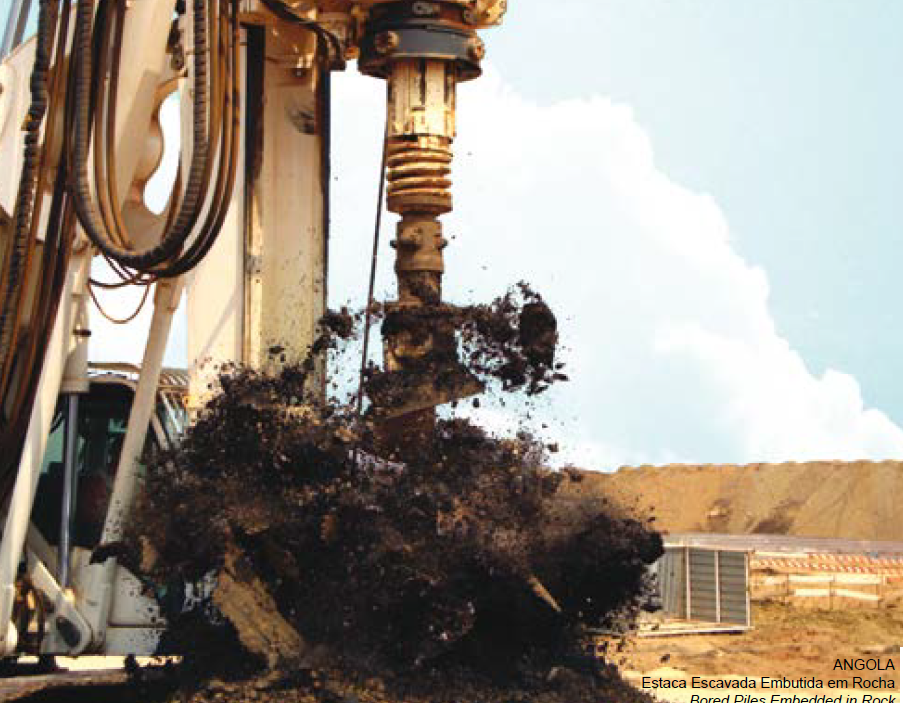 ANGOLA
Estaca Escavada Embutida em Rocha
Bored Piles Embedded in Rock